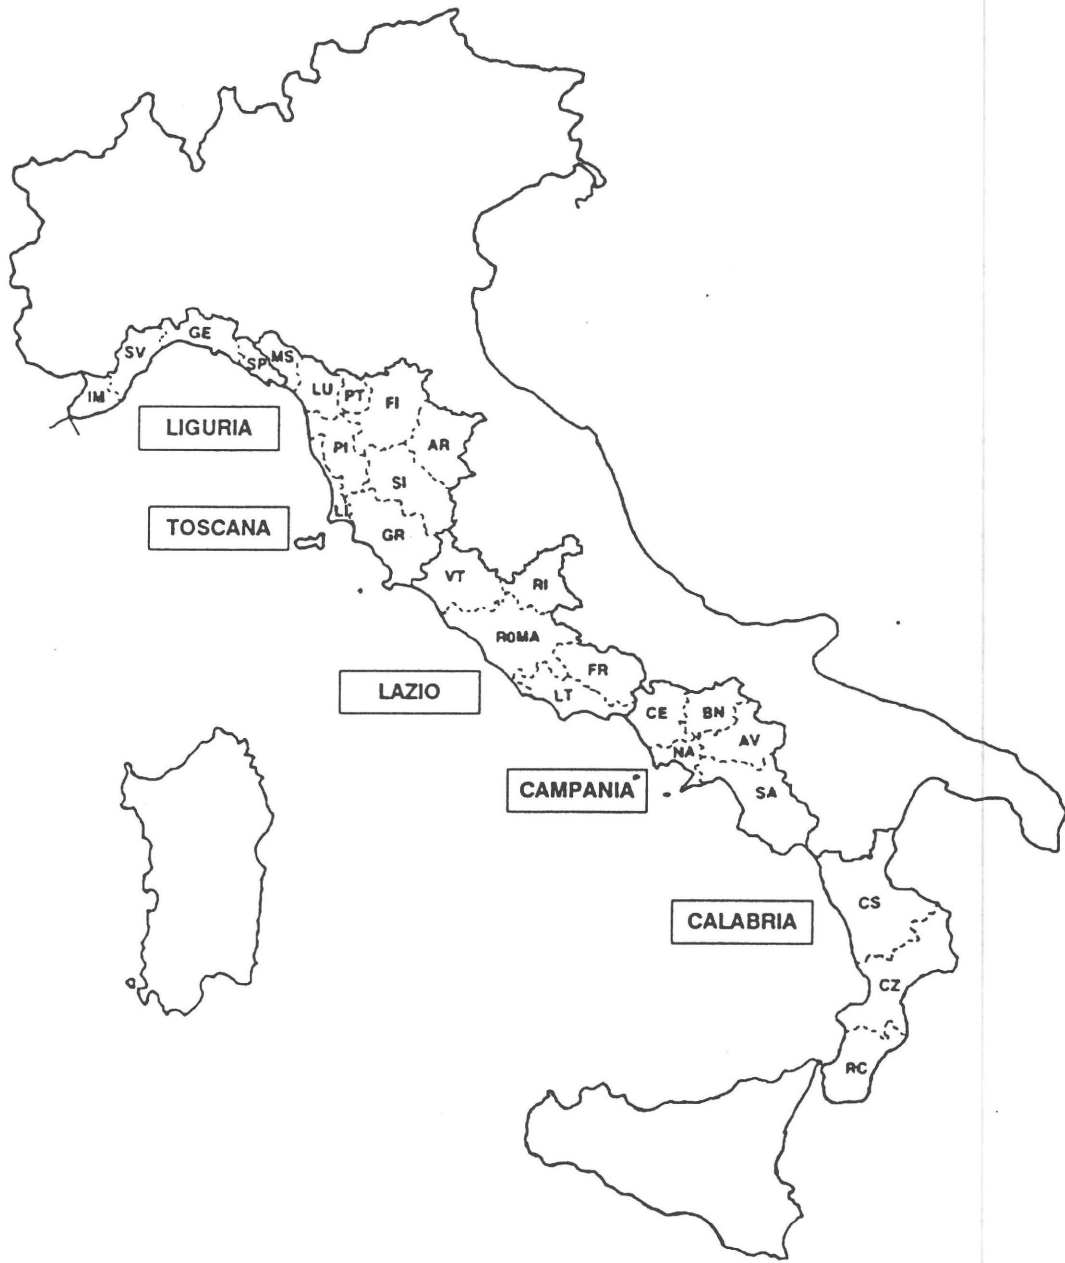 GE
SV
MS
SP
IM
LU
PT
FI
LIGURIA
PI
AR
SI
LI
TOSCANA
GR
VT
RI
ROMA
FR
LAZIO
LT
CE
BN
AV
NA
CAMPANIA
SA
CS
CALABRIA
CZ
RC